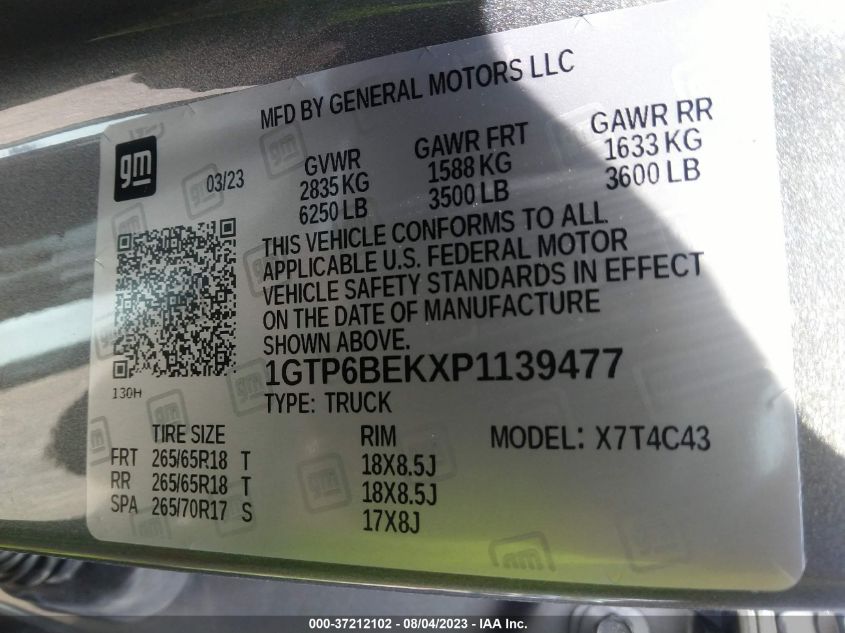 MFD BY GENERAL MOTORS LLC
gm
03/23
GVWR
2835 KG
6250 LB
GAWR FRT
1588 KG
3500 LB
GAWR RR
1633 KG
3600 LB
THIS VEHICLE CONFORMS TO ALL
APPLICABLE U.S. FEDERAL MOTOR
VEHICLE SAFETY STANDARDS IN EFFECT
ON THE DATE OF MANUFACTURE
SHOWN ABOVE.
130H
1GTP6BEKXP1139477
TYPE: TRUCK
MODEL: X7T4C43
TIRE SIZE RIM
FRT 265/65R18 T 18X8.5J
RR 265/65R18 T 18X8.5J
SPA 265/70R17 S 17X8J
gm
000-37212102 - 08/04/2023 - IAA Inc.